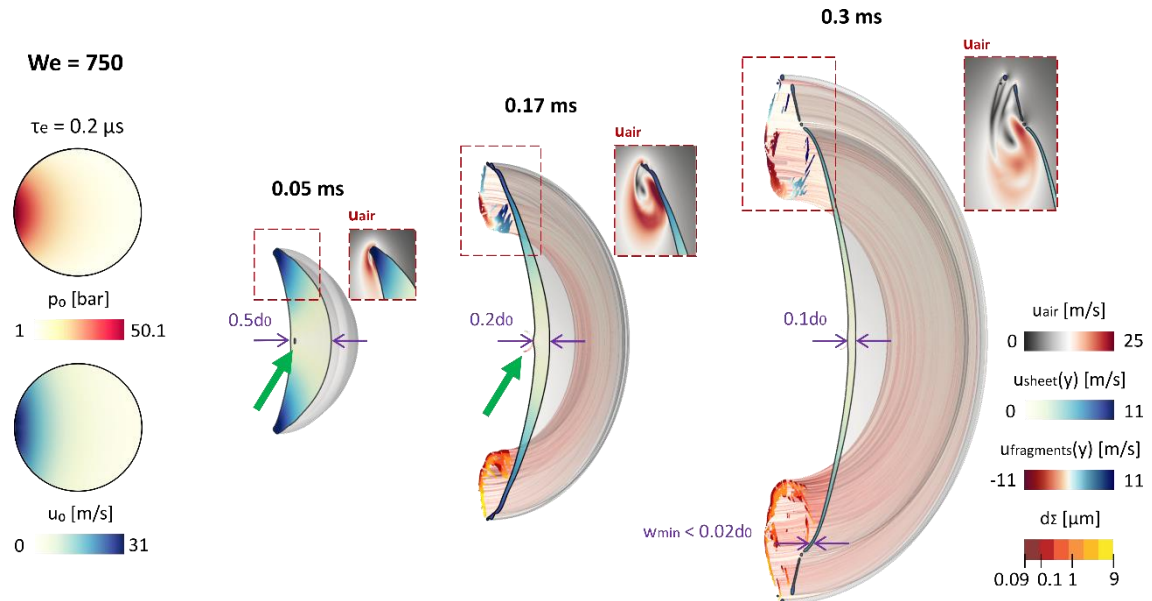 We = 750
τe = 0.2 µs
p₀ [bar]
1 50.1
u₀ [m/s]
0 31
0.05 ms
uair
0.5d₀
0.17 ms
uair
0.2d₀
0.3 ms
uair
0.1d₀
wmin < 0.02d₀
uair [m/s]
0 25
usheet(y) [m/s]
0 11
ufragments(y) [m/s]
-11 11
dΣ [µm]
0.09 0.1 1 9